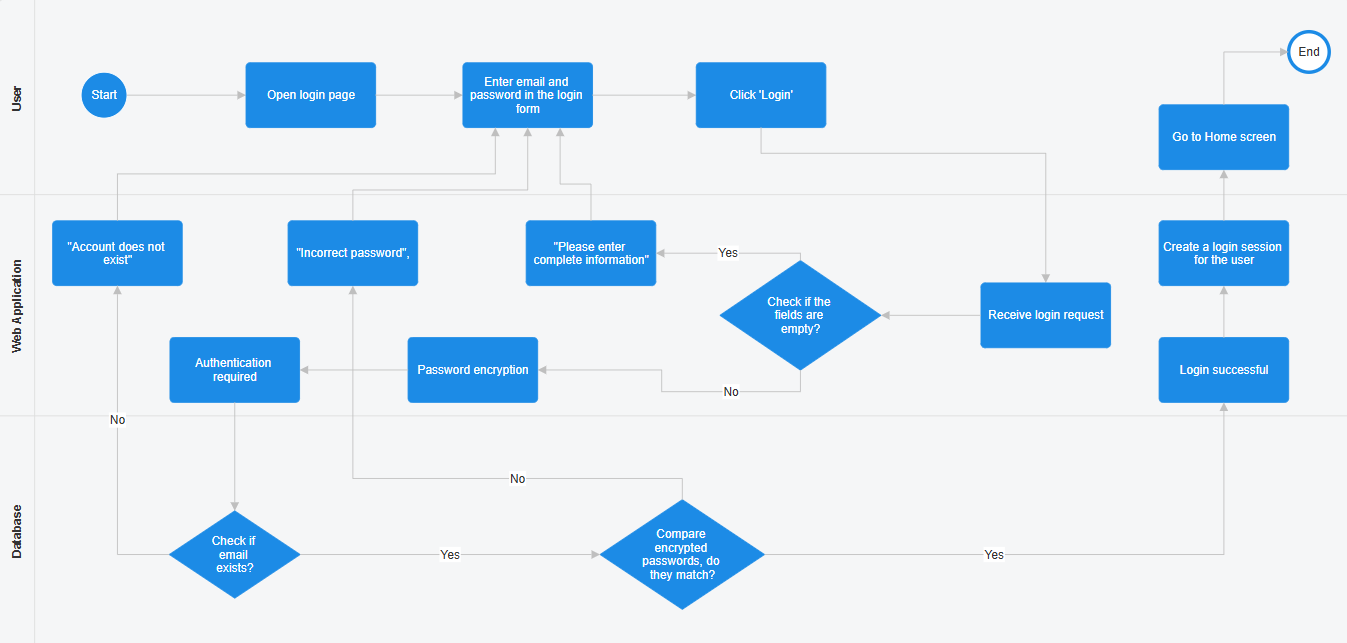 User
Start
Open login page
Enter email and
password in the login
form
Click 'Login'
End
Go to Home screen
Web Application
"Account does not
exist"
"Incorrect password",
"Please enter
complete information"
Yes
Check if the
fields are
empty?
Receive login request
Create a login session
for the user
Authentication
required
Password encryption
No
Login successful
No
Database
No
Check if
email
exists?
Yes
Compare
encrypted
passwords, do
they match?
Yes